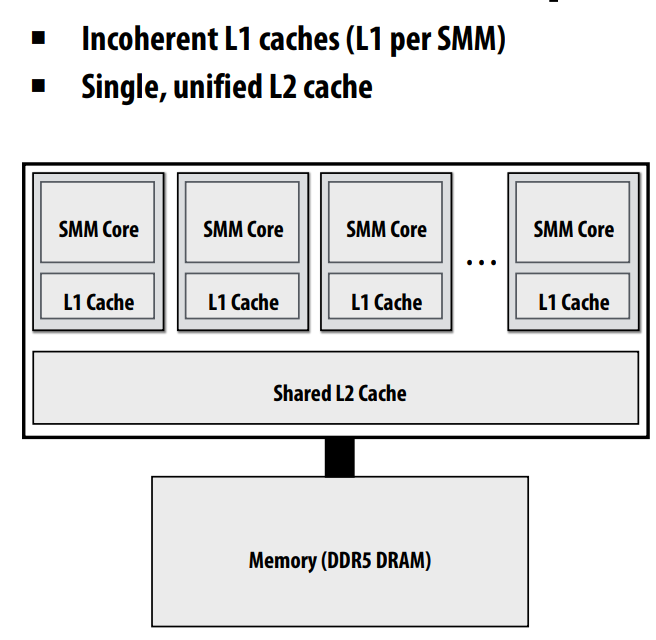 Incoherent L1 caches (L1 per SMM)
Single, unified L2 cache
SMM Core
SMM Core
SMM Core
SMM Core
...
L1 Cache
L1 Cache
L1 Cache
L1 Cache
Shared L2 Cache
Memory (DDR5 DRAM)